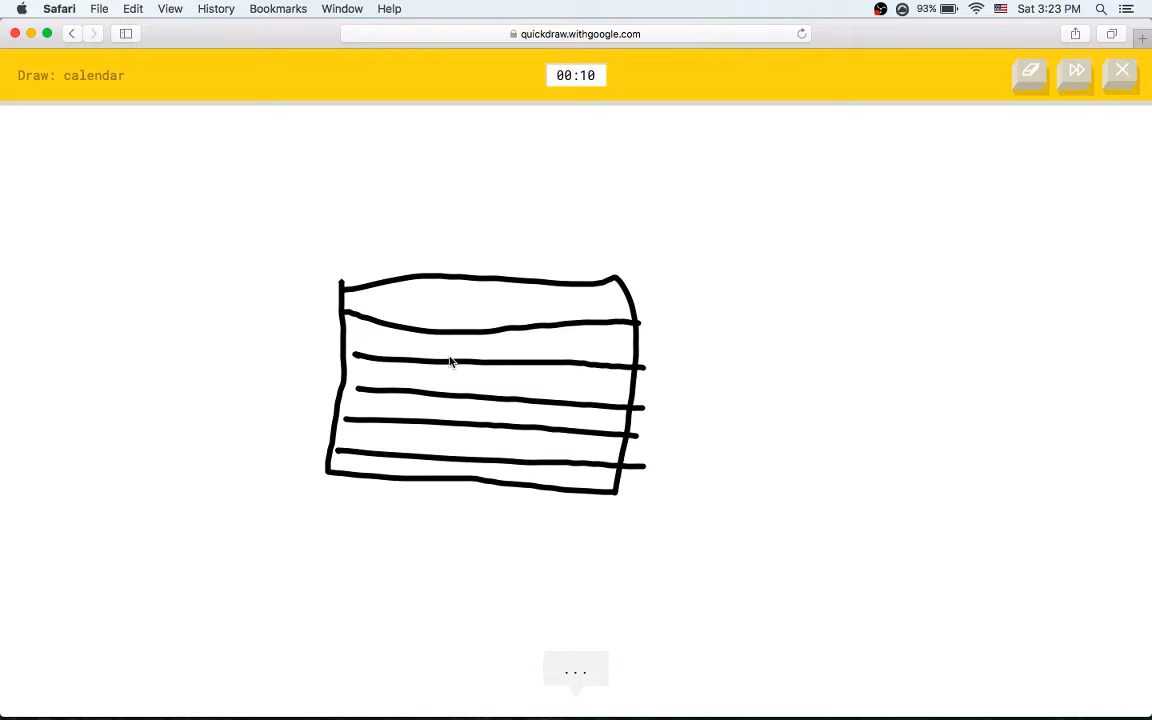 Safari File Edit View History Bookmarks Window Help 93% Sat 3:23 PM
quickdraw.withgoogle.com
Draw: calendar 00:10
...